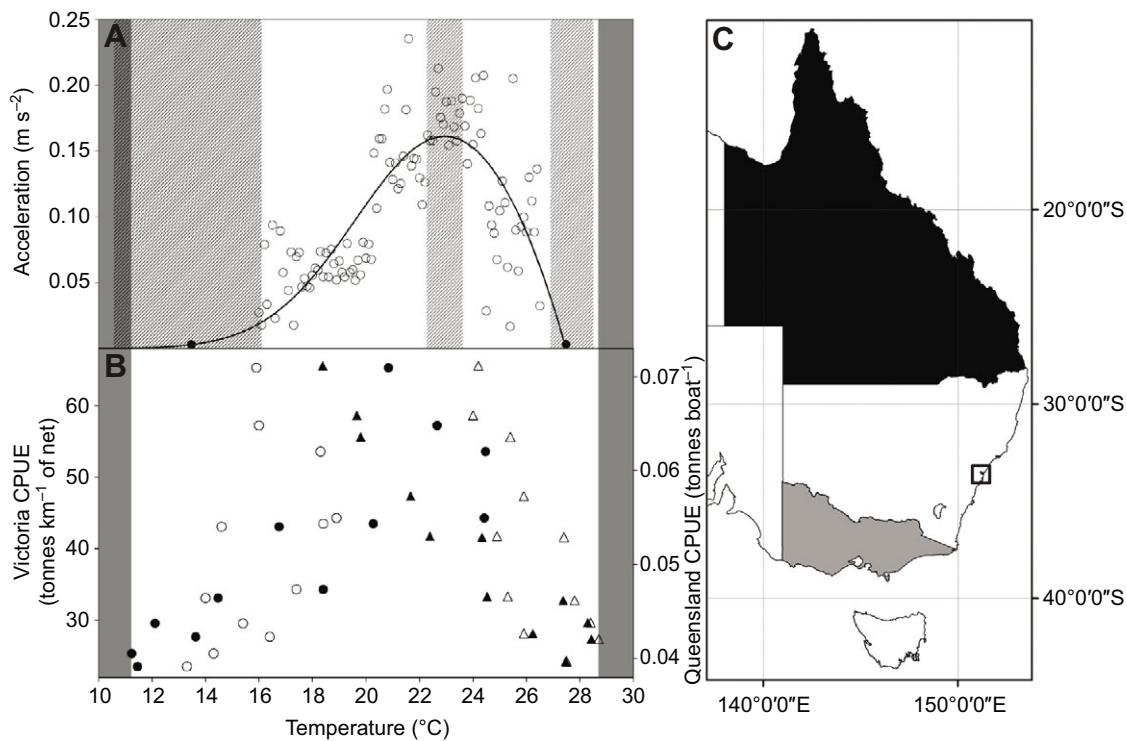 A
0.25
0.20
0.15
0.10
0.05
Acceleration (m s⁻²)
B
60
50
40
30
Victoria CPUE
(tonnes km⁻¹ of net)
0.07
0.06
0.05
0.04
Queensland CPUE (tonnes boat⁻¹)
10 12 14 16 18 20 22 24 26 28 30
Temperature (°C)
C
20°0′0″S
30°0′0″S
40°0′0″S
140°0′0″E 150°0′0″E